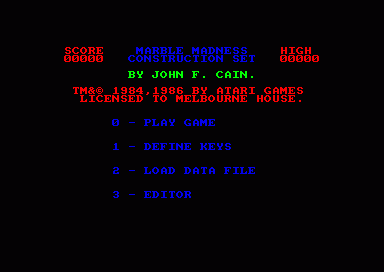 SCORE MARBLE MADNESS HIGH
00000 CONSTRUCTION SET 00000
BY JOHN F. CAIN.
TM&© 1984,1986 BY ATARI GAMES
LICENSED TO MELBOURNE HOUSE.
0 - PLAY GAME
1 - DEFINE KEYS
2 - LOAD DATA FILE
3 - EDITOR